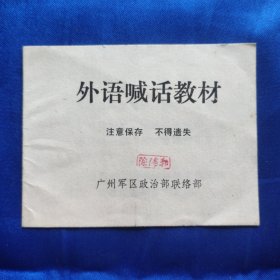 外语喊话教材
注意保存 不得遗失
广州军区政治部联络部